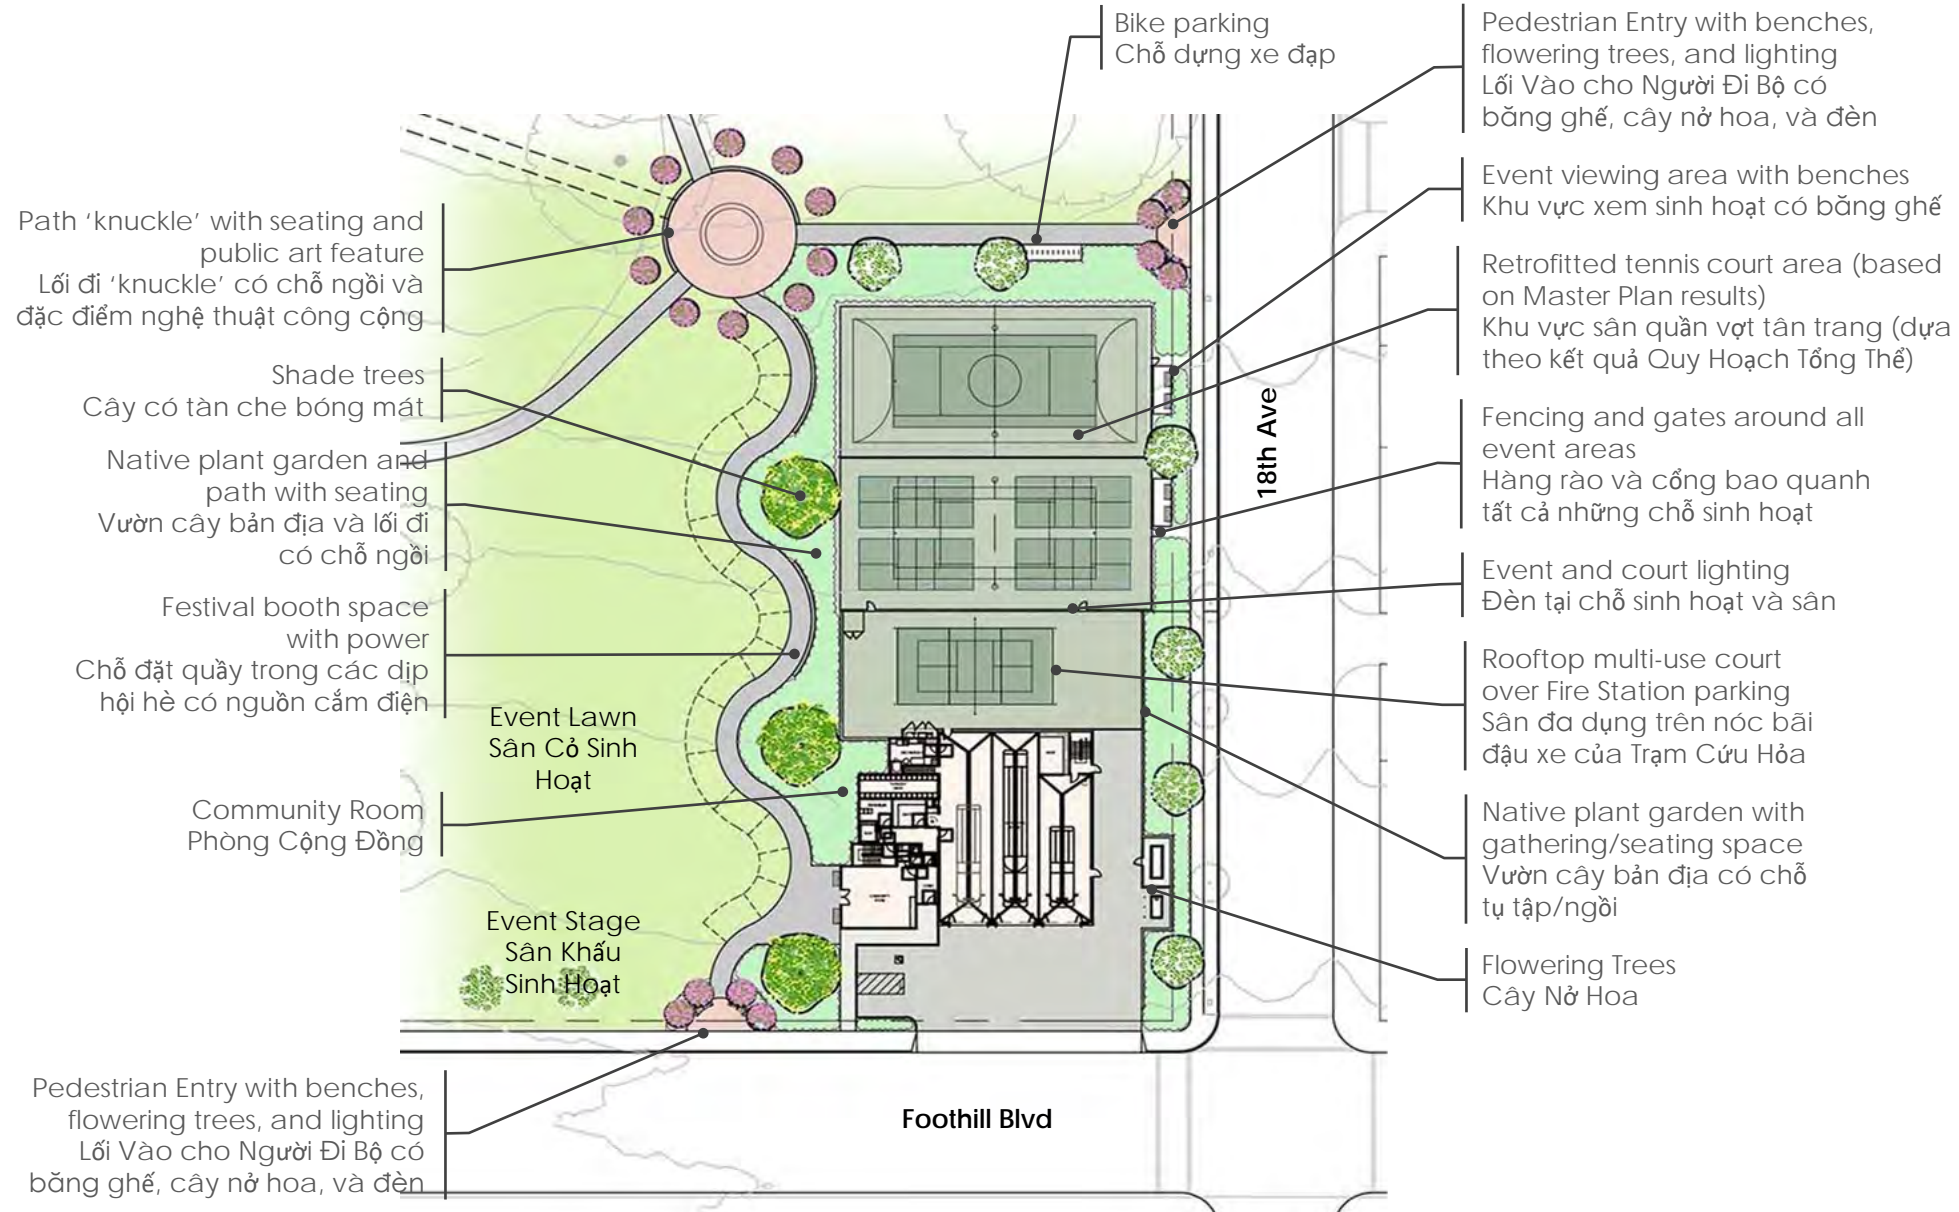 Bike parking
Chỗ dựng xe đạp
Pedestrian Entry with benches,
flowering trees, and lighting
Lối Vào cho Người Đi Bộ có
băng ghế, cây nở hoa, và đèn
Event viewing area with benches
Khu vực xem sinh hoạt có băng ghế
Retrofitted tennis court area (based
on Master Plan results)
Khu vực sân quần vợt tân trang (dựa
theo kết quả Quy Hoạch Tổng Thể)
Fencing and gates around all
event areas
Hàng rào và cổng bao quanh
tất cả những chỗ sinh hoạt
Event and court lighting
Đèn tại chỗ sinh hoạt và sân
Rooftop multi-use court
over Fire Station parking
Sân đa dụng trên nóc bãi
đậu xe của Trạm Cứu Hỏa
Native plant garden with
gathering/seating space
Vườn cây bản địa có chỗ
tụ tập/ngồi
Flowering Trees
Cây Nở Hoa
Path ‘knuckle’ with seating and
public art feature
Lối đi ‘knuckle’ có chỗ ngồi và
đặc điểm nghệ thuật công cộng
Shade trees
Cây có tàn che bóng mát
Native plant garden and
path with seating
Vườn cây bản địa và lối đi
có chỗ ngồi
Festival booth space
with power
Chỗ đặt quầy trong các dịp
hội hè có nguồn cắm điện
Community Room
Phòng Cộng Đồng
Pedestrian Entry with benches,
flowering trees, and lighting
Lối Vào cho Người Đi Bộ có
băng ghế, cây nở hoa, và đèn
Event Lawn
Sân Cỏ Sinh
Hoạt
Event Stage
Sân Khấu
Sinh Hoạt
18th Ave
Foothill Blvd